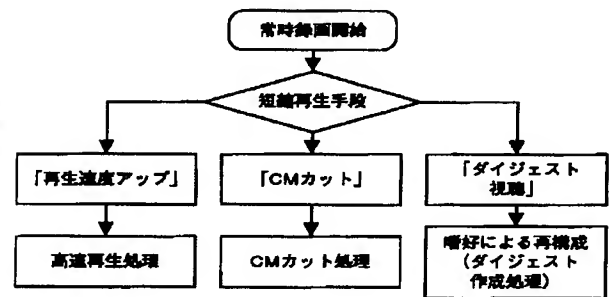 常時録画開始
短縮再生手段
「再生速度アップ」
「CMカット」
「ダイジェスト
視聴」
高速再生処理
CMカット処理
嗜好による再構成
(ダイジェスト
作成処理)